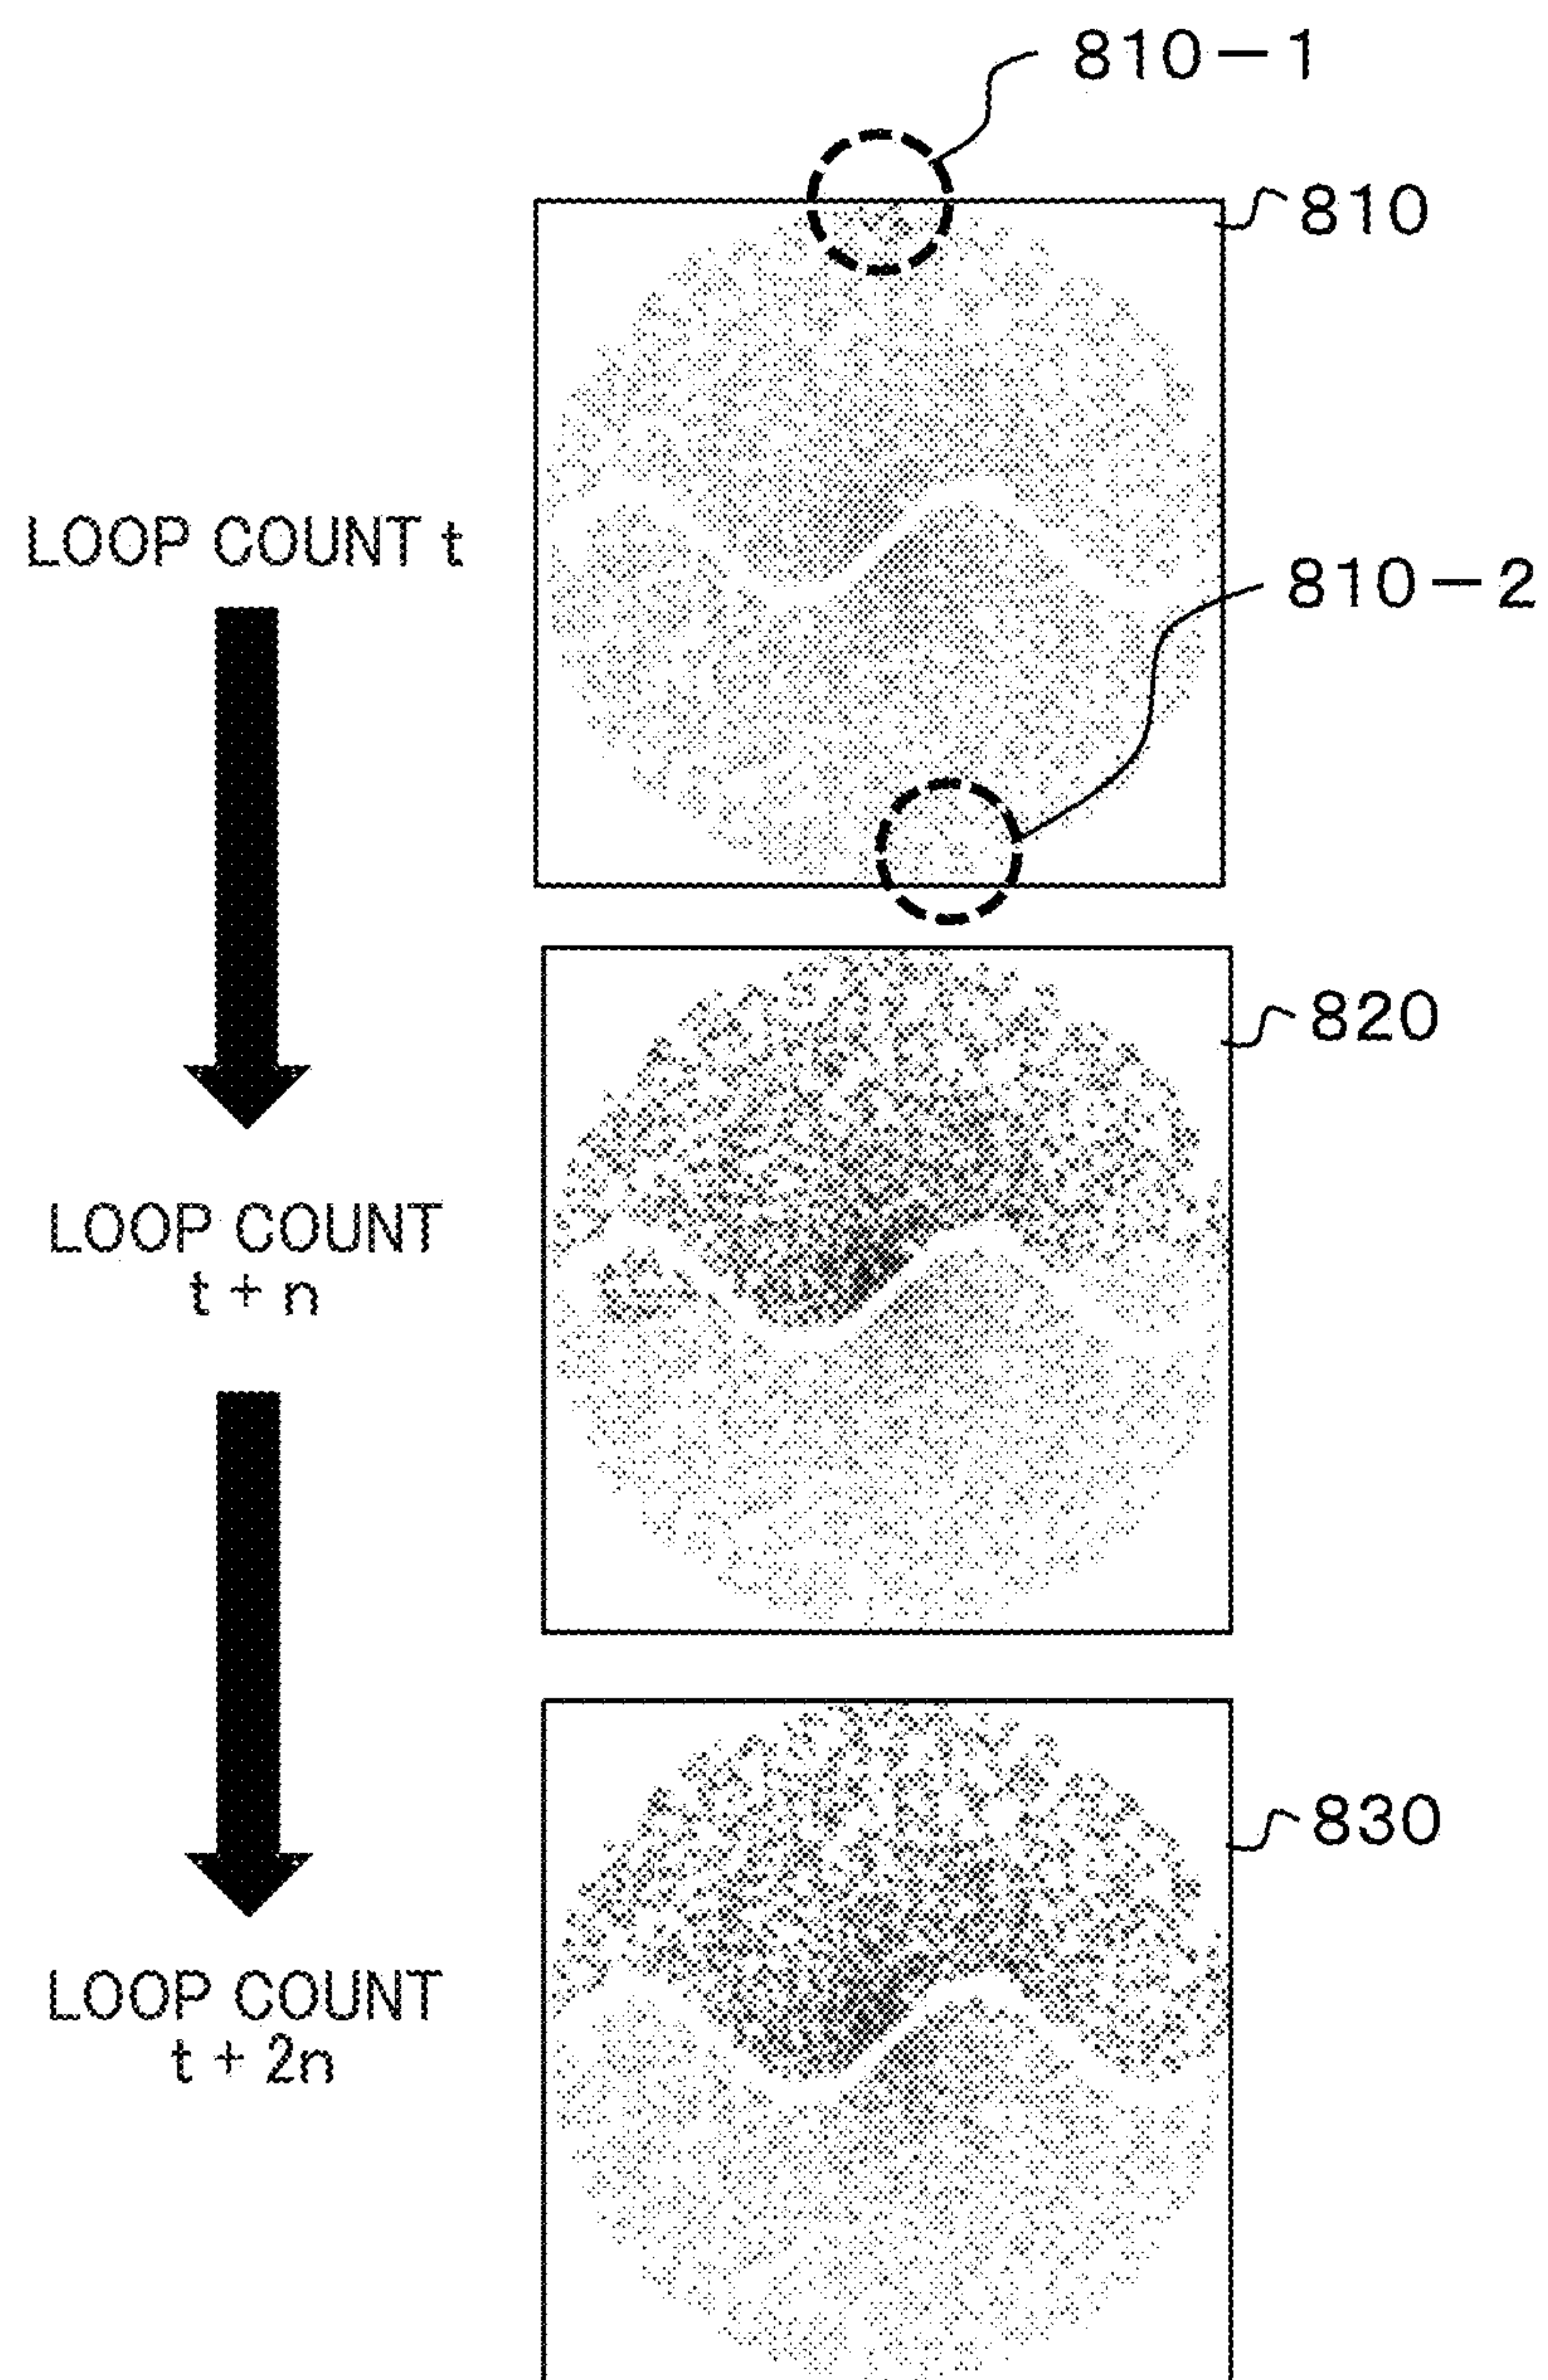 810-1
810
LOOP COUNT t
810-2
820
LOOP COUNT
t + n
830
LOOP COUNT
t + 2n